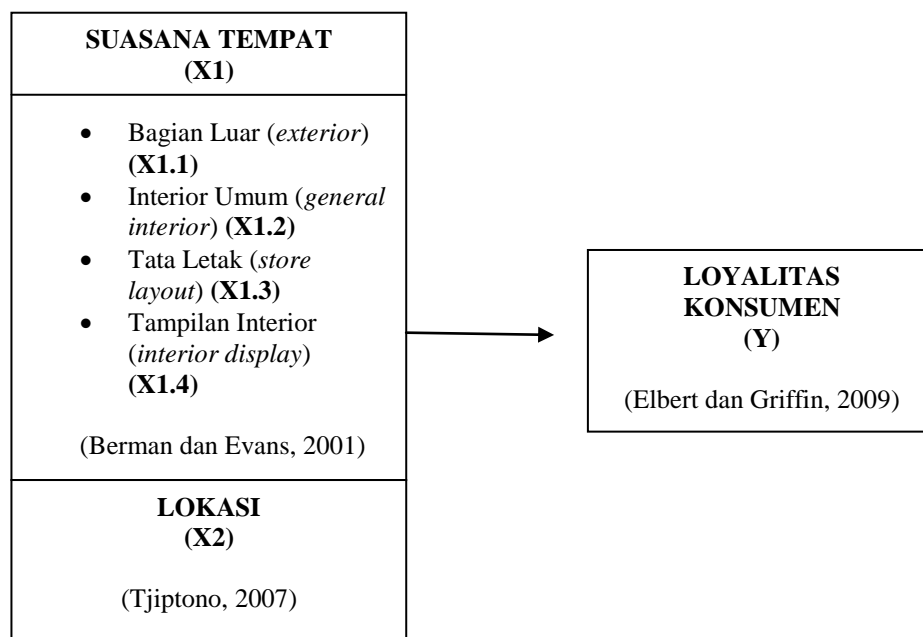 SUASANA TEMPAT
(X1)
• Bagian Luar (exterior)
(X1.1)
• Interior Umum (general
interior) (X1.2)
• Tata Letak (store
layout) (X1.3)
• Tampilan Interior
(interior display)
(X1.4)
(Berman dan Evans, 2001)
LOKASI
(X2)
(Tjiptono, 2007)
LOYALITAS
KONSUMEN
(Y)
(Elbert dan Griffin, 2009)